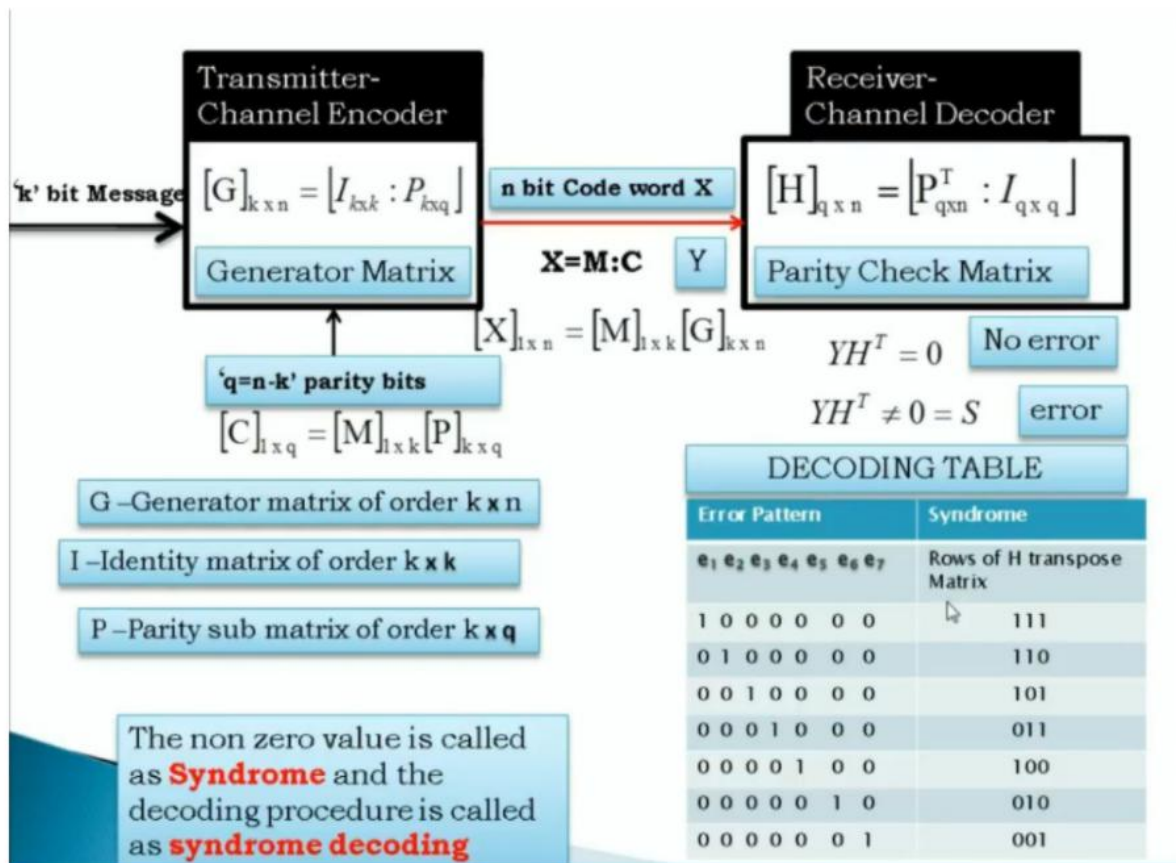 Transmitter-
Channel Encoder
Receiver-
Channel Decoder
'k' bit Message
[G]k x n = [Ikxk : Pkxq]
n bit Code word X
[H]q x n = [P^T qxn : Iq x q]
Generator Matrix
X=M:C
Y
Parity Check Matrix
[X]1 x n = [M]1 x k [G]k x n
YH^T = 0
No error
'q=n-k' parity bits
YH^T ≠ 0 = S
error
[C]1 x q = [M]1 x k [P]k x q
DECODING TABLE
G –Generator matrix of order k x n
I –Identity matrix of order k x k
P –Parity sub matrix of order k x q
Error Pattern Syndrome
e1 e2 e3 e4 e5 e6 e7 Rows of H transpose
Matrix
1 0 0 0 0 0 0 111
0 1 0 0 0 0 0 110
0 0 1 0 0 0 0 101
0 0 0 1 0 0 0 011
0 0 0 0 1 0 0 100
0 0 0 0 0 1 0 010
0 0 0 0 0 0 1 001
The non zero value is called
as Syndrome and the
decoding procedure is called
as syndrome decoding